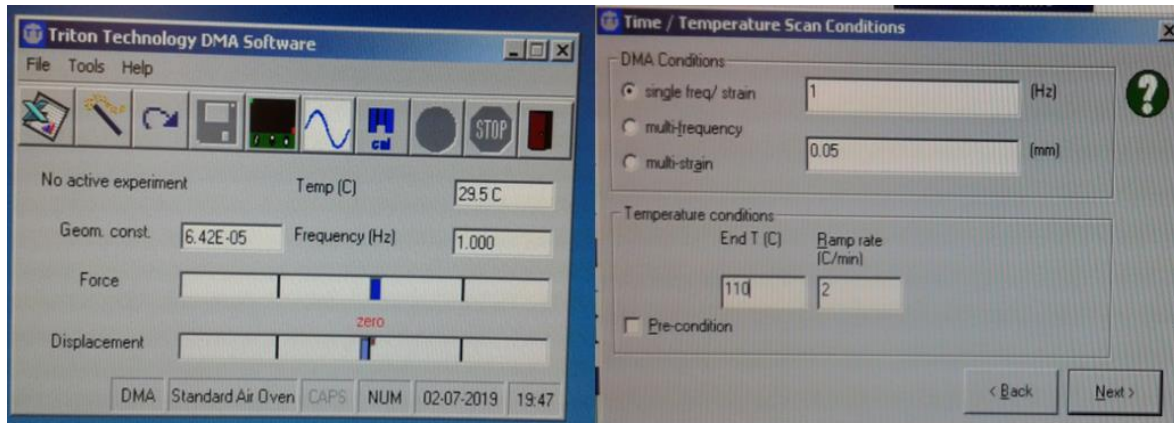 Triton Technology DMA Software
File Tools Help
cal
STOP
No active experiment
Temp (C)
29.5 C
Geom. const.
6.42E-05
Frequency (Hz)
1.000
Force
zero
Displacement
DMA
Standard Air Oven
CAPS
NUM
02-07-2019
19:47
Time / Temperature Scan Conditions
DMA Conditions
single freq/ strain
1
(Hz)
multi-frequency
multi-strain
0.05
(mm)
Temperature conditions
End T (C)
Ramp rate
(C/min)
110
2
Pre-condition
< Back
Next >